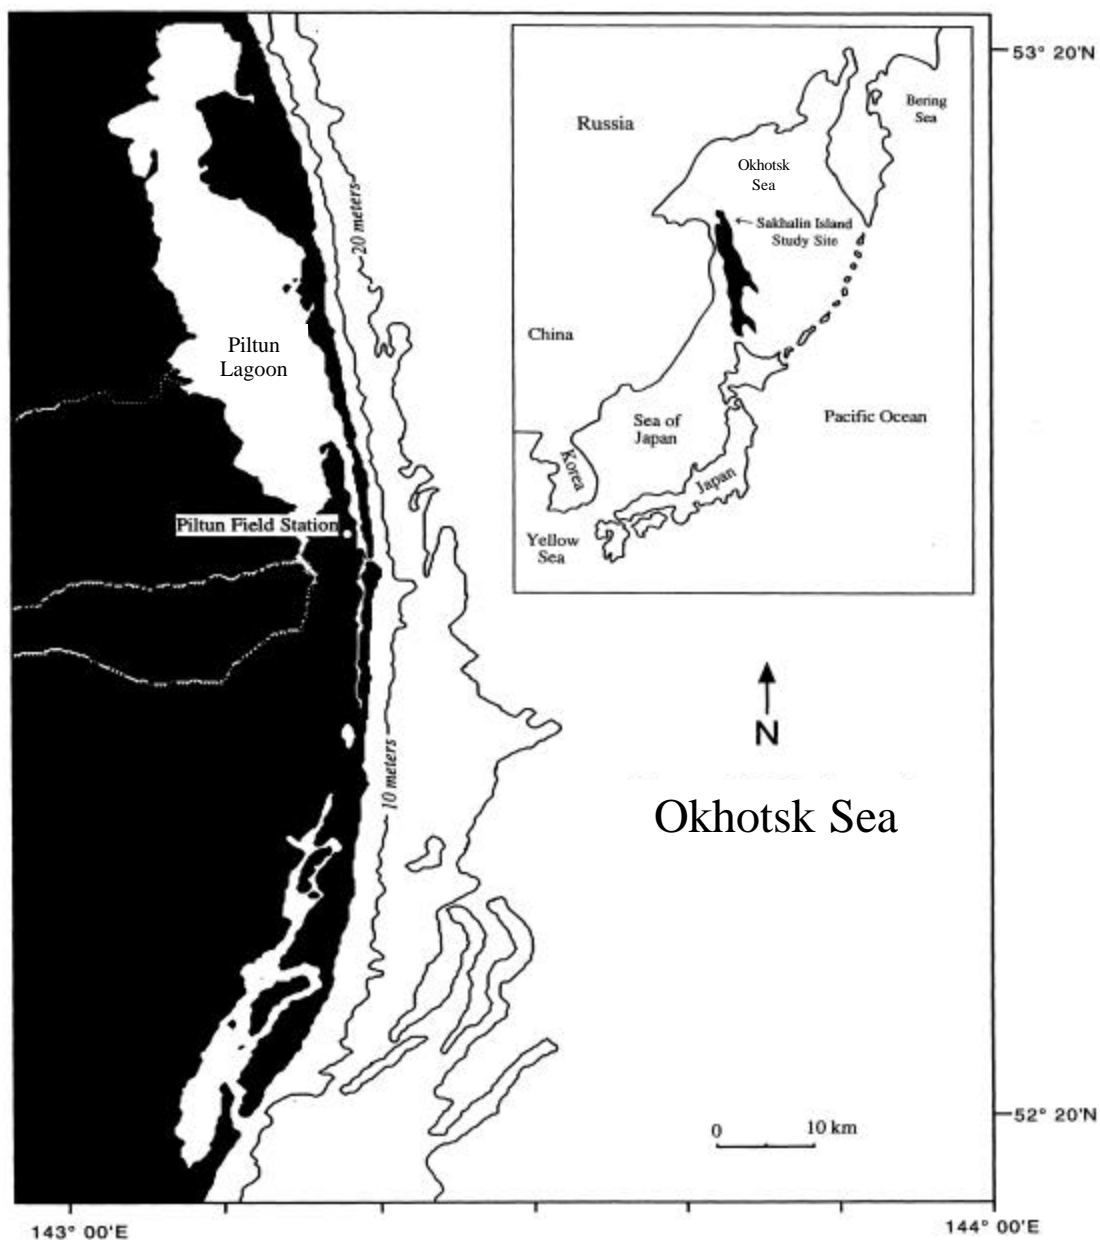 53° 20'N
Russia
Bering
Sea
Okhotsk
Sea
Sakhalin Island
Study Site
China
Pacific Ocean
Sea of
Japan
Korea
Japan
Yellow
Sea
20 meters
Piltun
Lagoon
Piltun Field Station
N
10 meters
Okhotsk Sea
0 10 km
52° 20'N
143° 00'E
144° 00'E